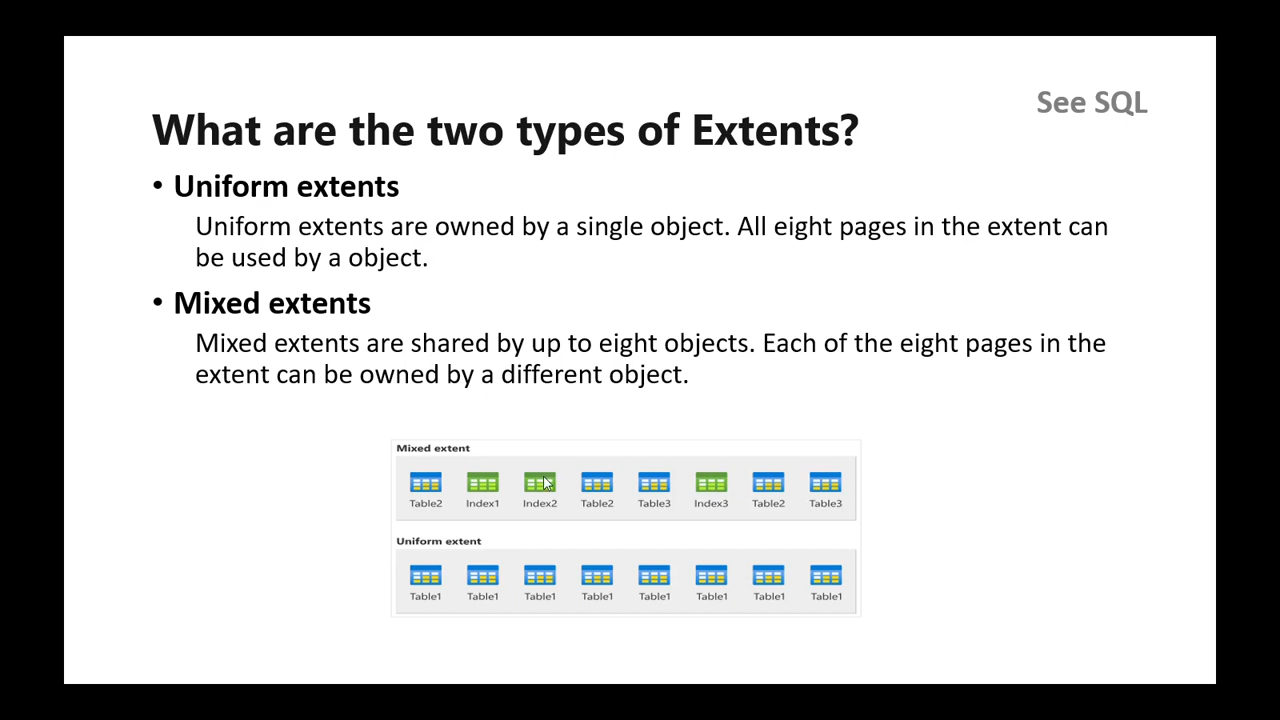 See SQL
What are the two types of Extents?
• Uniform extents
Uniform extents are owned by a single object. All eight pages in the extent can
be used by a object.
• Mixed extents
Mixed extents are shared by up to eight objects. Each of the eight pages in the
extent can be owned by a different object.
Mixed extent
Table2 Index1 Index2 Table2 Table3 Index3 Table2 Table3
Uniform extent
Table1 Table1 Table1 Table1 Table1 Table1 Table1 Table1